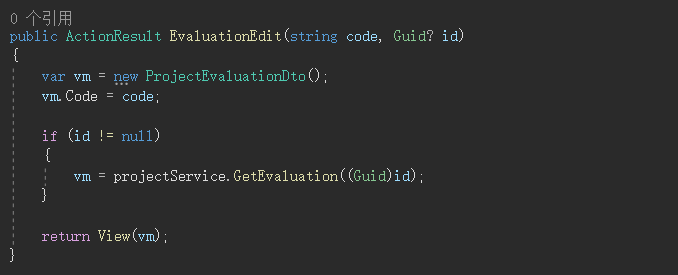 0 个引用
public ActionResult EvaluationEdit(string code, Guid? id)
{
var vm = new ProjectEvaluationDto();
vm.Code = code;
if (id != null)
{
vm = projectService.GetEvaluation((Guid)id);
}
return View(vm);
}